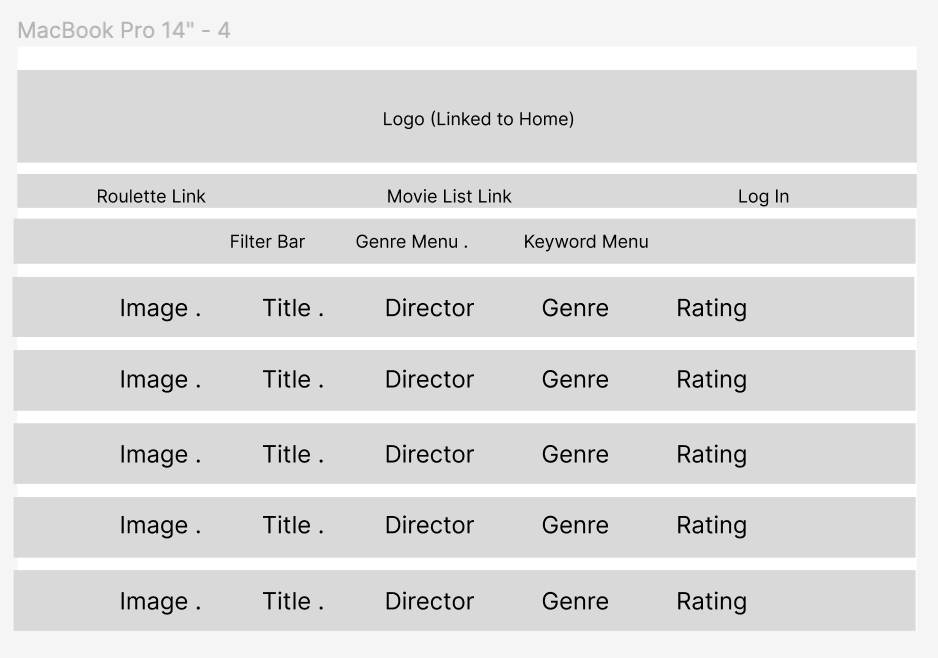 MacBook Pro 14" - 4
Logo (Linked to Home)
Roulette Link Movie List Link Log In
Filter Bar Genre Menu . Keyword Menu
Image . Title . Director Genre Rating
Image . Title . Director Genre Rating
Image . Title . Director Genre Rating
Image . Title . Director Genre Rating
Image . Title . Director Genre Rating